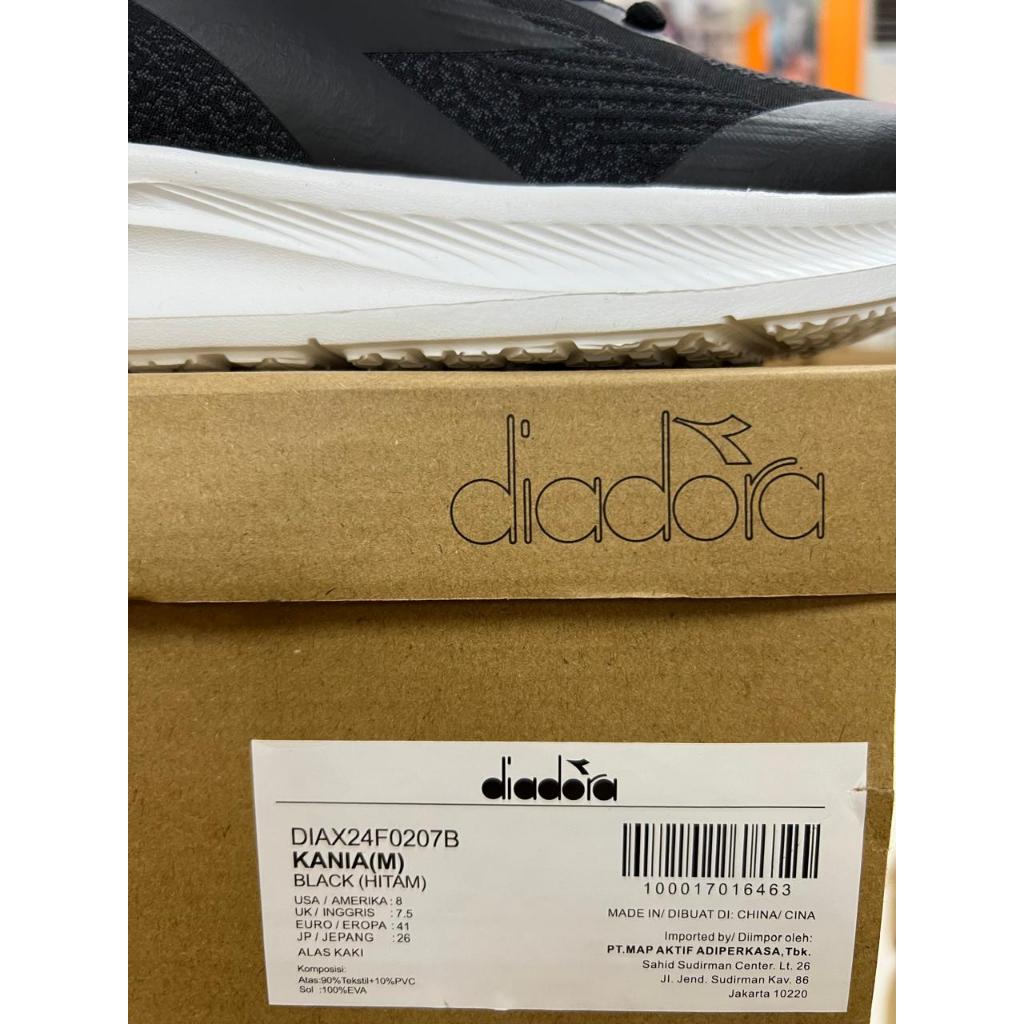 diadora
diadora
DIAX24F0207B
KANIA(M)
BLACK (HITAM)
USA / AMERIKA : 8
UK / INGGRIS : 7.5
EURO / EROPA : 41
JP / JEPANG : 26
ALAS KAKI
Komposisi:
Atas:90%Tekstil+10%PVC
Sol :100%EVA
100017016463
MADE IN/ DIBUAT DI: CHINA/ CINA
Imported by/ Diimpor oleh:
PT.MAP AKTIF ADIPERKASA,Tbk.
Sahid Sudirman Center. Lt. 26
Jl. Jend. Sudirman Kav. 86
Jakarta 10220